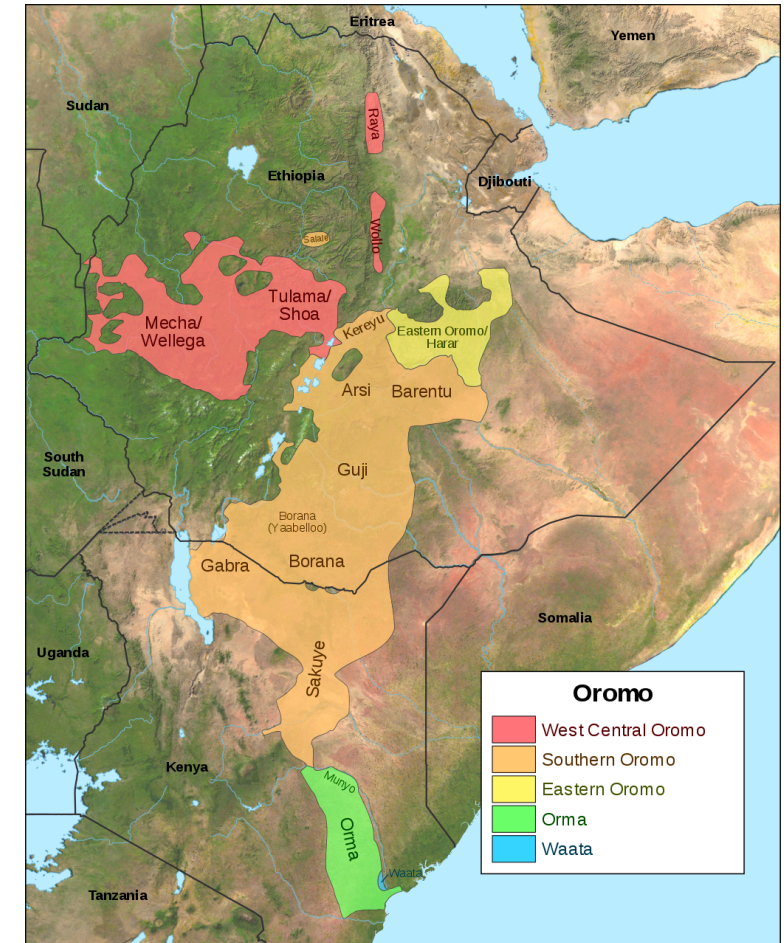 Eritrea
Yemen
Sudan
Raya
Ethiopia
Djibouti
Wollo
Salale
Tulama/
Shoa
Mecha/
Wellega
Kereyu
Eastern Oromo/
Harar
Arsi
Barentu
South
Sudan
Guji
Borana
(Yaabelloo)
Gabra
Borana
Somalia
Uganda
Sakuye
Kenya
Munyo
Orma
Waata
Tanzania
Oromo
West Central Oromo
Southern Oromo
Eastern Oromo
Orma
Waata